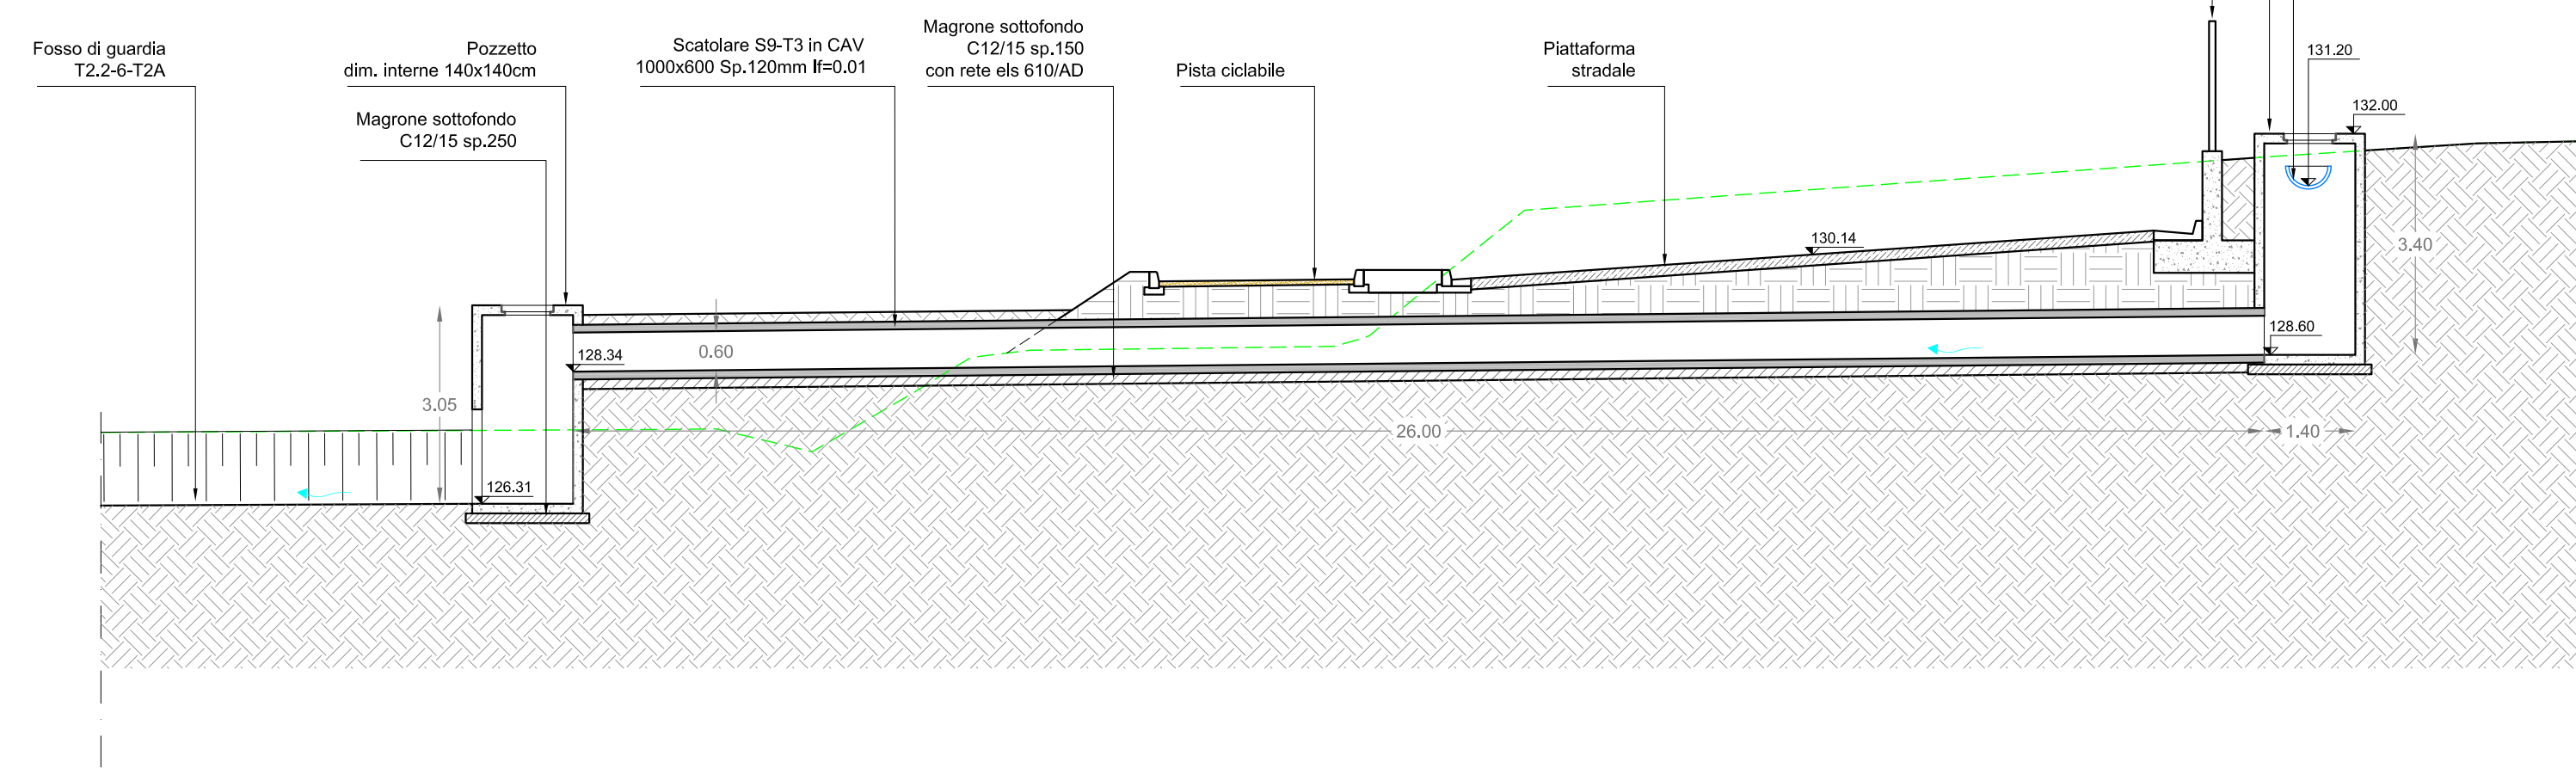 Fosso di guardia
T2.2-6-T2A
Pozzetto
dim. interne 140x140cm
Magrone sottofondo
C12/15 sp.250
Scatolare S9-T3 in CAV
1000x600 Sp.120mm If=0.01
Magrone sottofondo
C12/15 sp.150
con rete els 610/AD
Pista ciclabile
Piattaforma
stradale
131.20
132.00
130.14
3.40
128.60
128.34
0.60
3.05
26.00
1.40
126.31